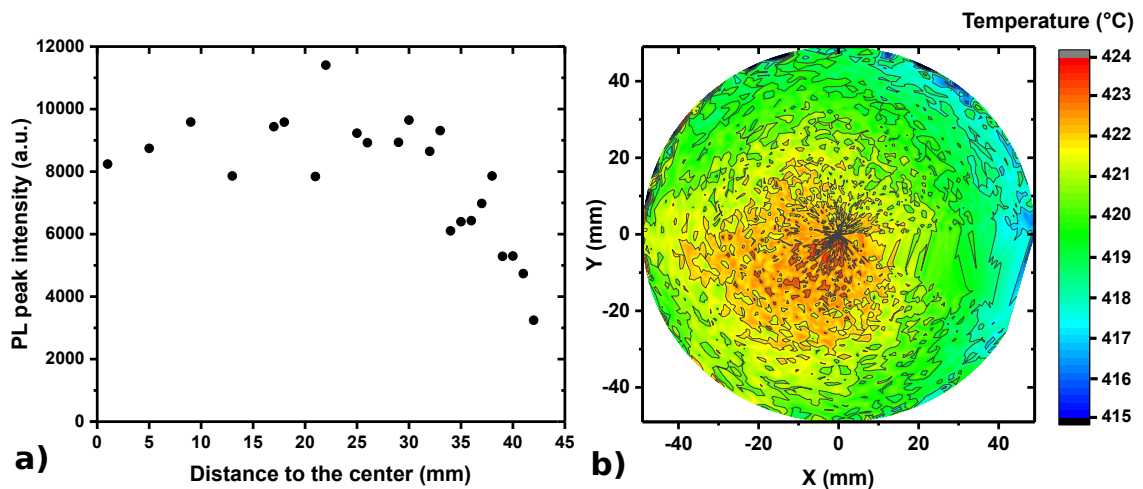 Temperature (°C)
12000
10000
8000
6000
4000
2000
0
PL peak intensity (a.u.)
0 5 10 15 20 25 30 35 40 45
Distance to the center (mm)
a)
40
20
0
-20
-40
Y (mm)
-40 -20 0 20 40
X (mm)
b)
424
423
422
421
420
419
418
417
416
415